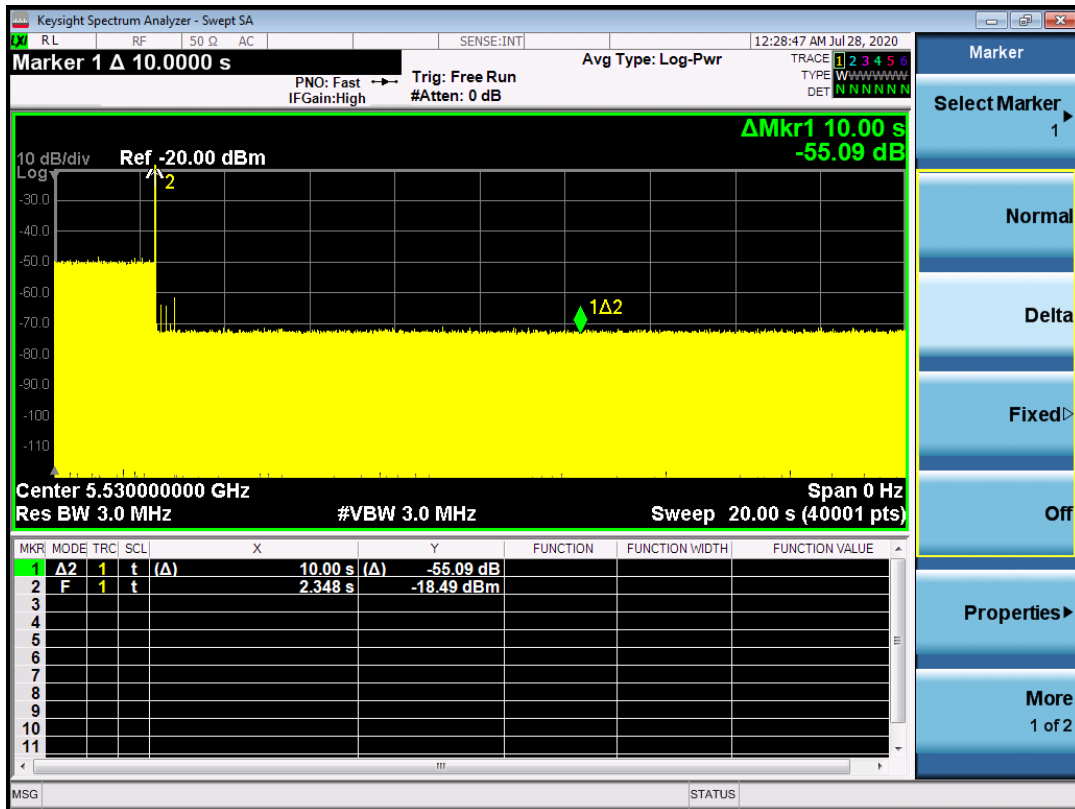 Keysight Spectrum Analyzer - Swept SA
LXI RL RF 50 Ω AC SENSE:INT 12:28:47 AM Jul 28, 2020
Marker 1 Δ 10.0000 s
PNO: Fast
IFGain:High
Trig: Free Run
#Atten: 0 dB
Avg Type: Log-Pwr
TRACE 1 2 3 4 5 6
TYPE WWWWWW
DET N N N N N N
ΔMkr1 10.00 s
-55.09 dB
10 dB/div Ref -20.00 dBm
Log
2
-30.0
-40.0
-50.0
-60.0
1Δ2
-70.0
-80.0
-90.0
-100
-110
Center 5.530000000 GHz Span 0 Hz
Res BW 3.0 MHz #VBW 3.0 MHz Sweep 20.00 s (40001 pts)
MKR MODE TRC SCL X Y FUNCTION FUNCTION WIDTH FUNCTION VALUE
1 Δ2 1 t (Δ) 10.00 s (Δ) -55.09 dB
2 F 1 t 2.348 s -18.49 dBm
3
4
5
6
7
8
9
10
11
MSG STATUS
Marker
Select Marker
1
Normal
Delta
Fixed
Off
Properties
More
1 of 2